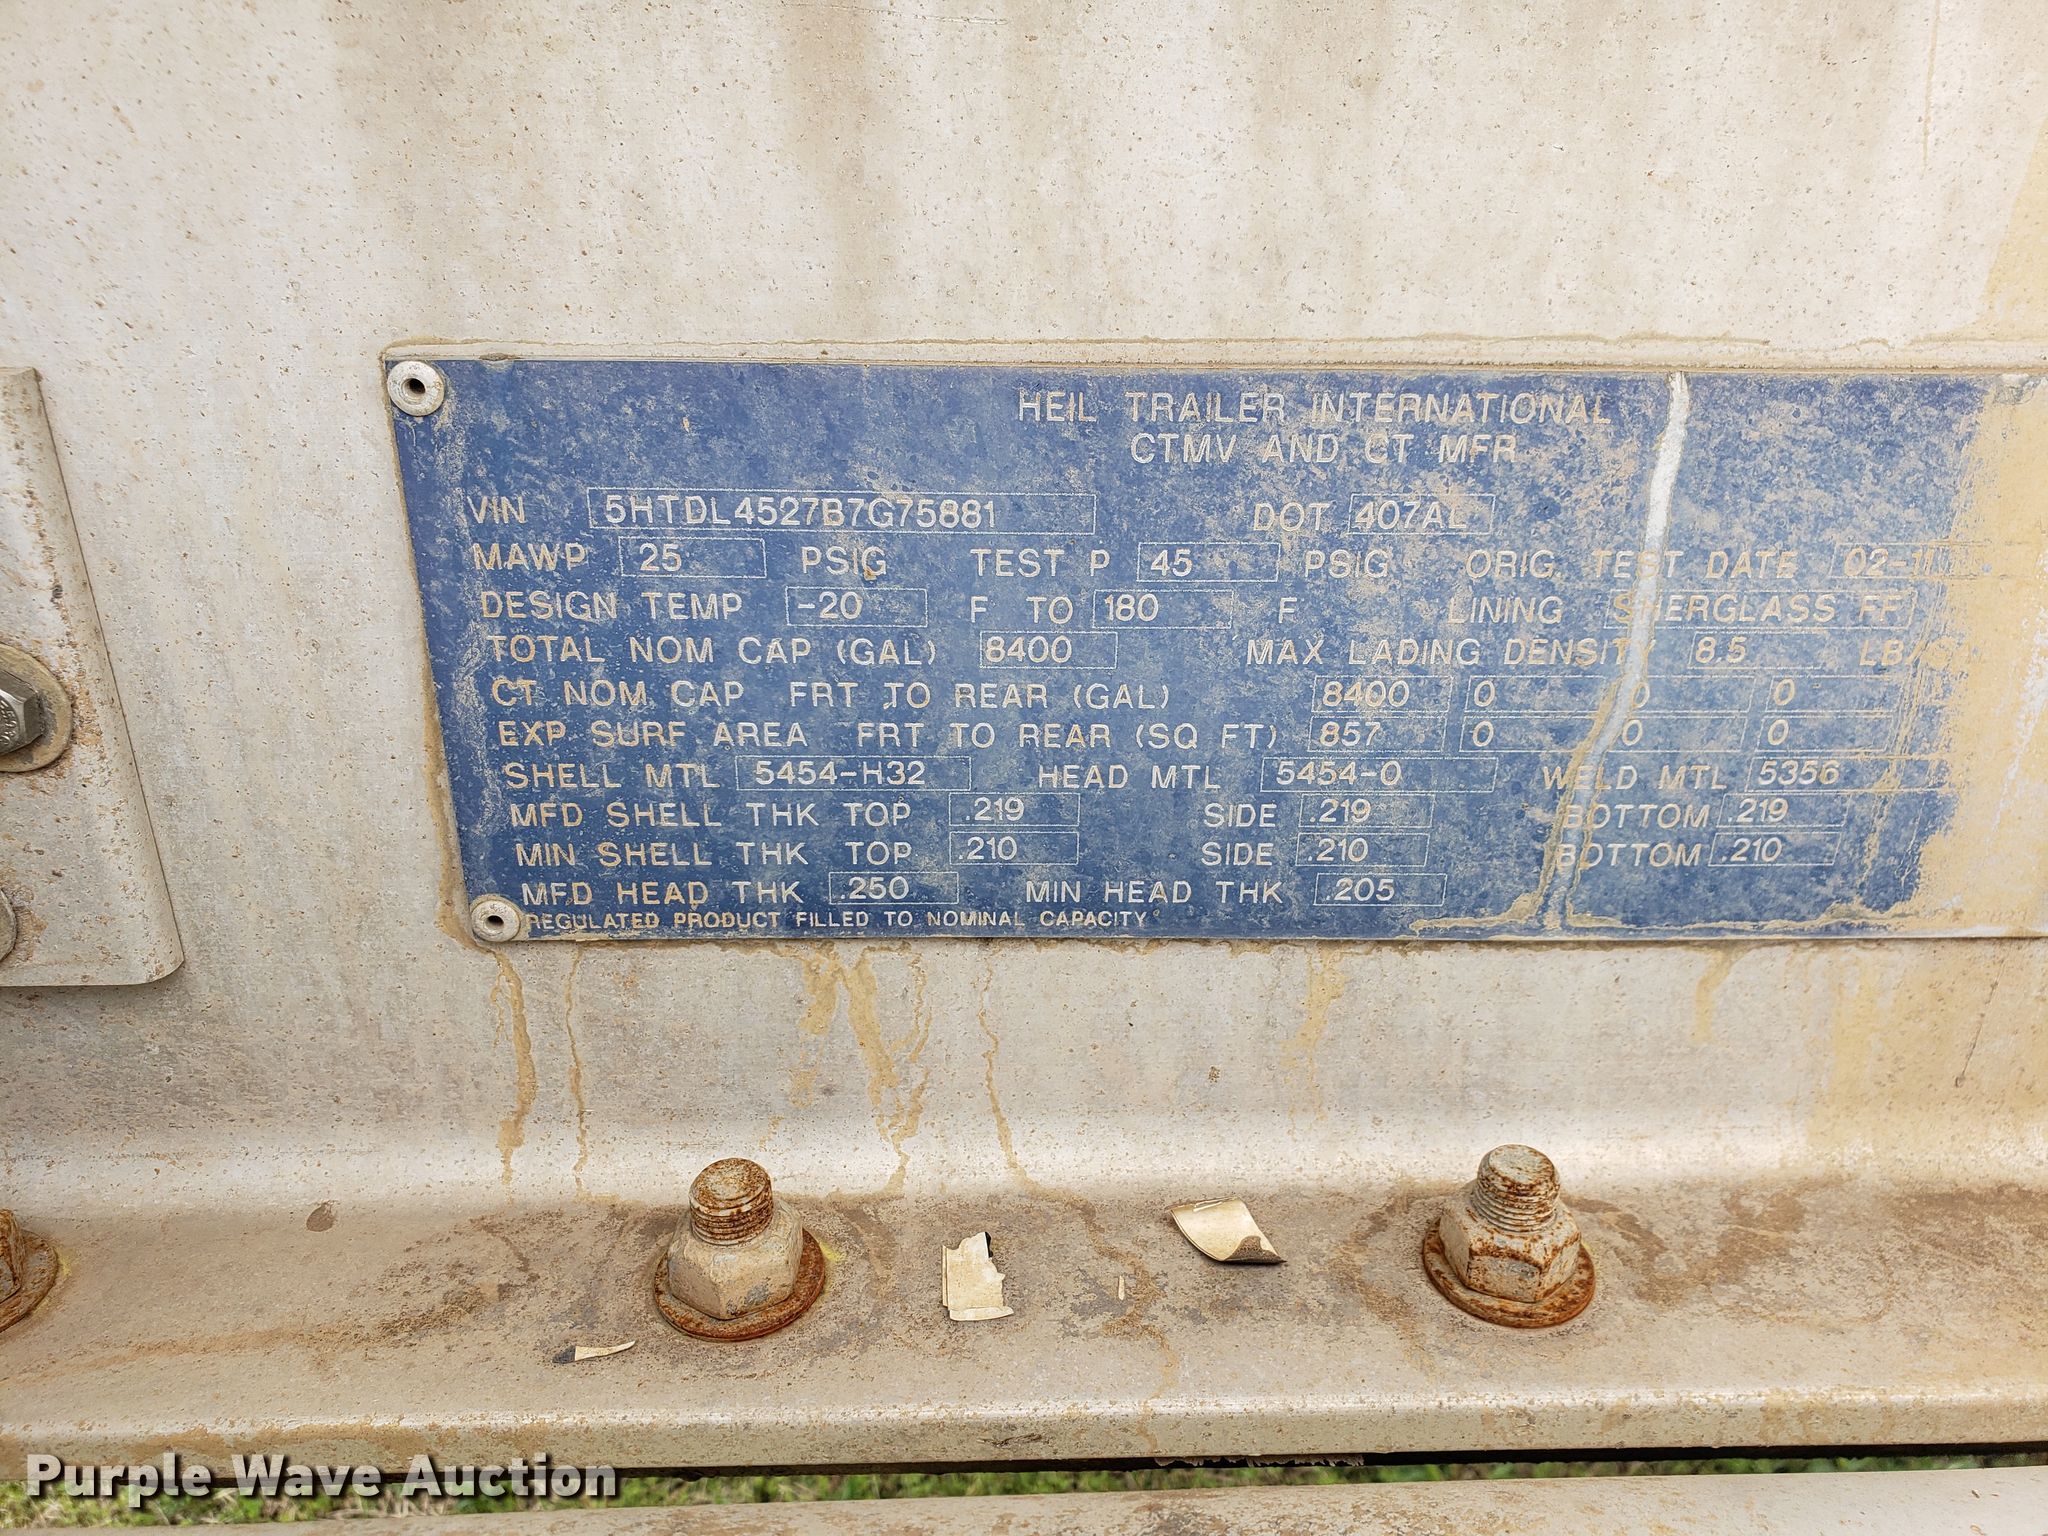 HEIL TRAILER INTERNATIONAL
CTMV AND CT MFR
VIN 5HTDL4527B7G75881 DOT 407AL
MAWP 25 PSIG TEST P 45 PSIG ORIG. TEST DATE 02-11
DESIGN TEMP -20 F TO 180 F LINING FF
TOTAL NOM CAP (GAL) 8400 MAX LADING DENSITY 8.5
CT NOM CAP FRT TO REAR (GAL) 8400 0 0 0
EXP SURF AREA FRT TO REAR (SQ FT) 857 0 0 0
SHELL MTL 5454-H32 HEAD MTL 5454-0 WELD MTL 5356
MFD SHELL THK TOP .219 SIDE .219 BOTTOM .219
MIN SHELL THK TOP .210 SIDE .210 BOTTOM .210
MFD HEAD THK .250 MIN HEAD THK .205
REGULATED PRODUCT FILLED TO NOMINAL CAPACITY
Purple Wave Auction